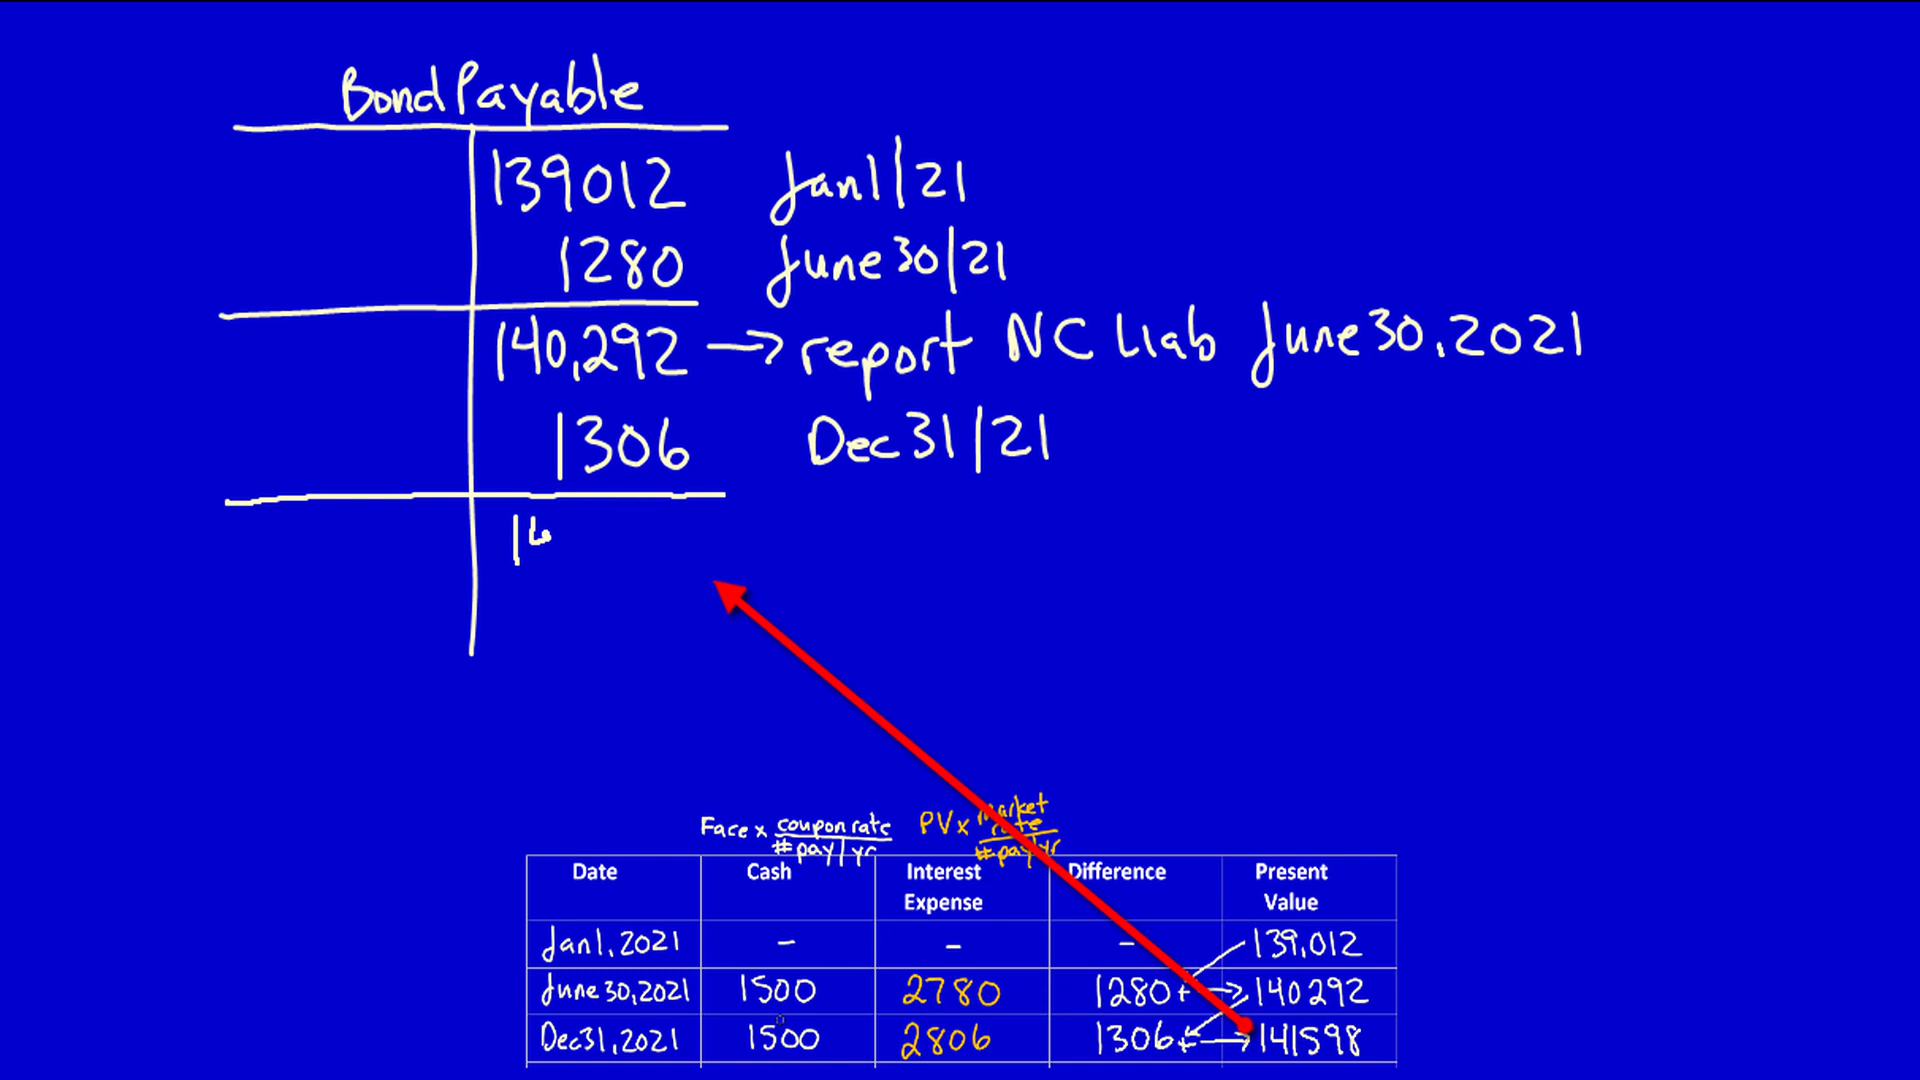 Bond Payable
139012 Jan1/21
1280 June30/21
140,292 → report NC Liab June30,2021
1306 Dec31/21
Face x coupon rate / #pay/yr PV x market rate / #pay/yr
Date Cash Interest Expense Difference Present Value
Jan1,2021 - - - 139,012
June30,2021 1500 2780 1280+ → 140292
Dec31,2021 1500 2806 1306+ → 141598